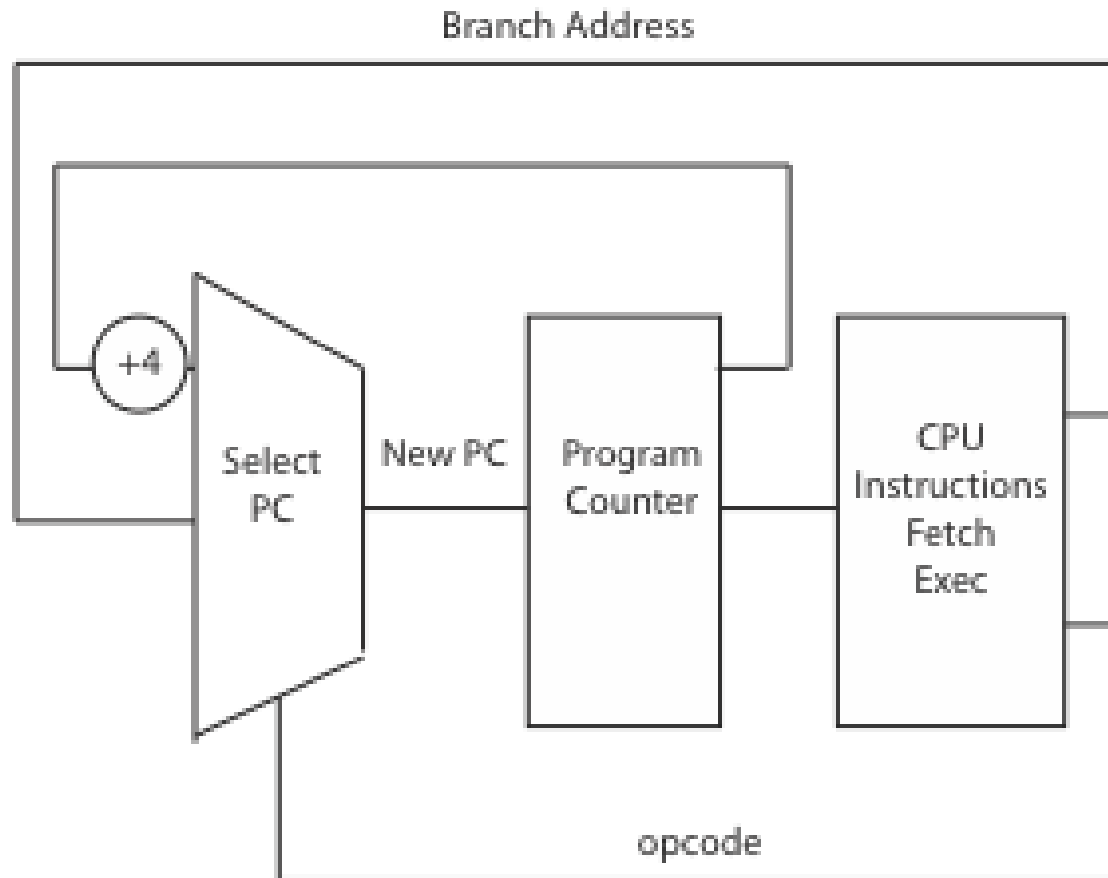 Branch Address
+4
Select
PC
New PC
Program
Counter
CPU
Instructions
Fetch
Exec
opcode